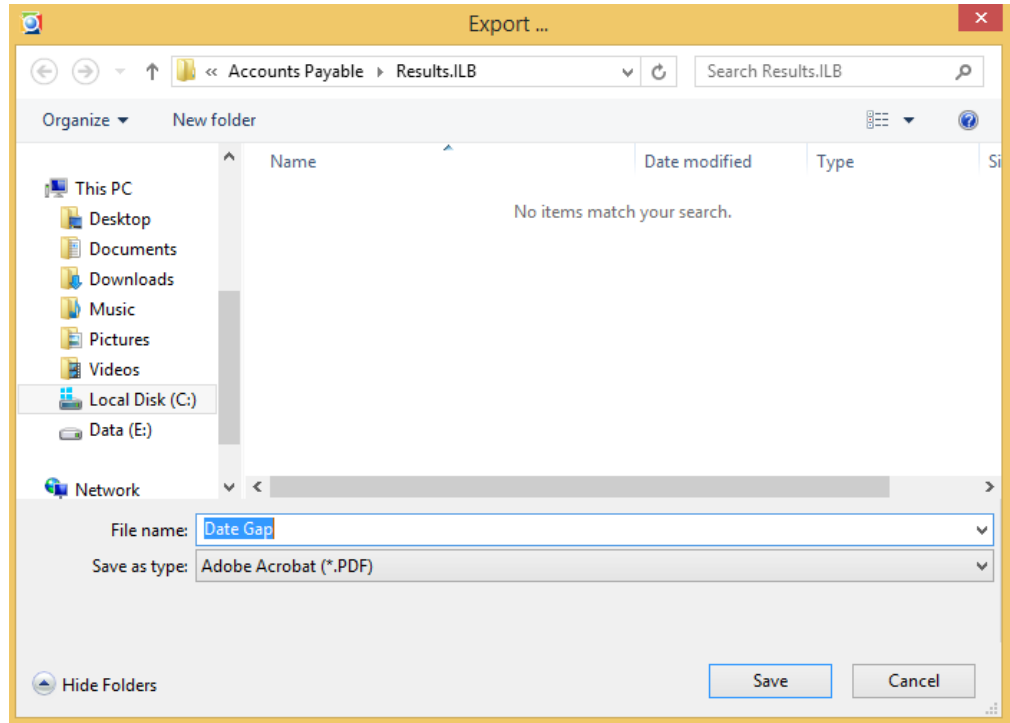 Export ...
« Accounts Payable ▸ Results.ILB
Search Results.ILB
Organize
New folder
Name
Date modified
Type
Si
This PC
Desktop
Documents
Downloads
Music
Pictures
Videos
Local Disk (C:)
Data (E:)
Network
No items match your search.
File name: Date Gap
Save as type: Adobe Acrobat (*.PDF)
Hide Folders
Save
Cancel